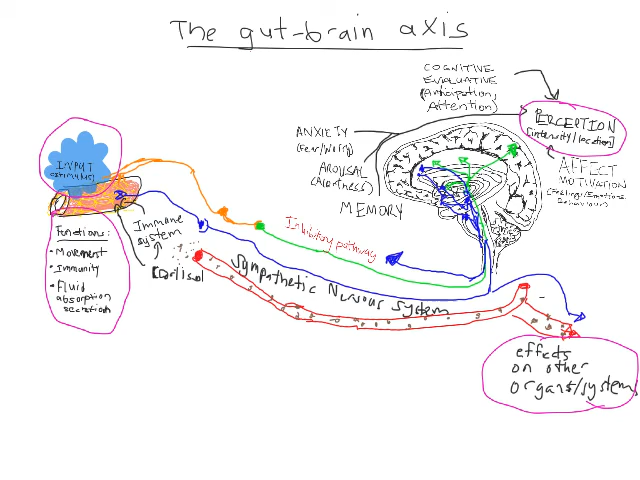 The gut-brain axis
COGNITIVE
EVALUATIVE
(Anticipation,
Attention)
PERCEPTION
[intensity/location]
ANXIETY
(Fear/Worry)
AROUSAL
(Alertness)
MEMORY
AFFECT
MOTIVATION
(Feelings/Emotions
Behaviour)
INPUT
(stimulus)
Functions:
• Movement
• Immunity
• Fluid
absorption
secretion
Immune
system
Cortisol
Inhibitory pathway
Sympathetic Nervous system
effects
on other
organs/systems